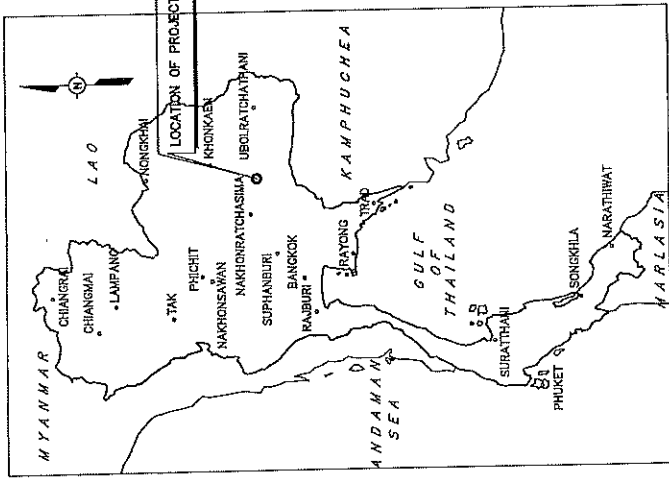 MYANMAR
LAO
N
LOCATION OF PROJECT
CHIANGRAI
CHIANGMAI
LAMPANG
NONGKHAI
TAK
PHICHIT
KHONKAEN
NAKHONSAWAN
NAKHONRATCHASIMA
UBOLRATCHATHANI
SUPHANBURI
BANGKOK
RAJBURI
KAMPHUCHEA
RAYONG
TRAD
GULF
OF
THAILAND
ANDAMAN
SEA
SURATTHANI
PHUKET
SONGKHLA
NARATHIWAT
MARLASIA